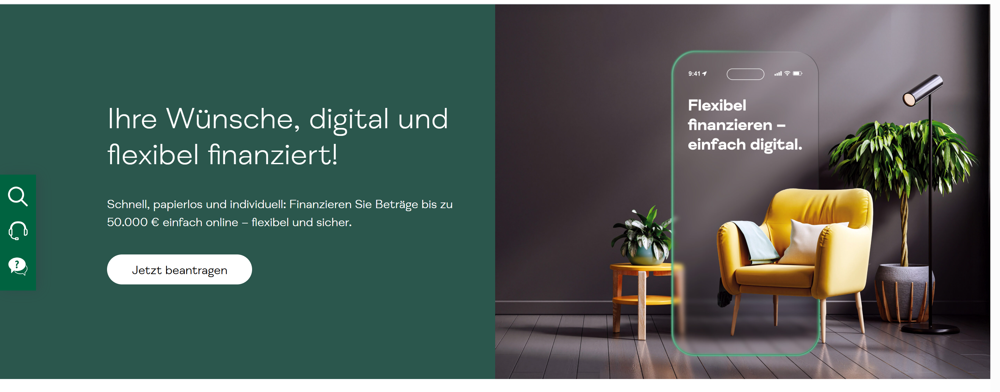 Ihre Wünsche, digital und
flexibel finanziert!
Schnell, papierlos und individuell: Finanzieren Sie Beträge bis zu
50.000 € einfach online – flexibel und sicher.
Jetzt beantragen
?
9:41
Flexibel
finanzieren –
einfach digital.